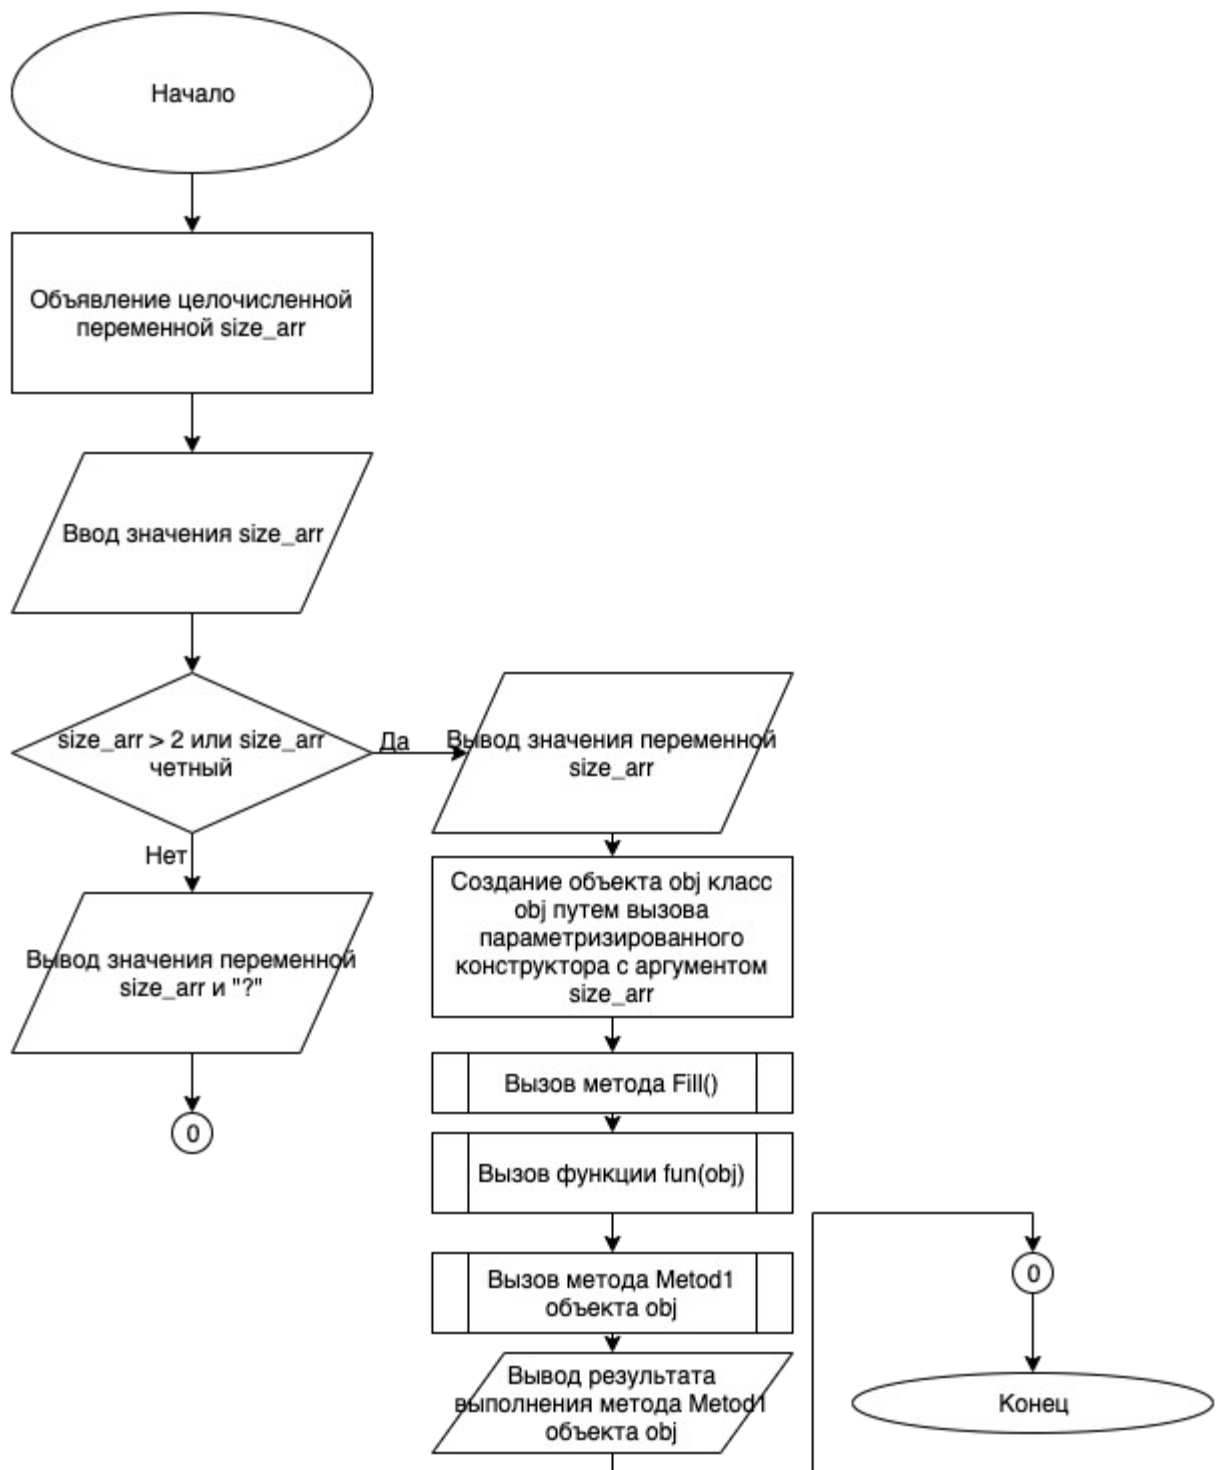 Начало
Объявление целочисленной
переменной size_arr
Ввод значения size_arr
size_arr > 2 или size_arr
четный
Да
Вывод значения переменной
size_arr
Нет
Создание объекта obj класс
obj путем вызова
параметризированного
конструктора с аргументом
size_arr
Вывод значения переменной
size_arr и "?"
Вызов метода Fill()
0
Вызов функции fun(obj)
Вызов метода Metod1
объекта obj
0
Вывод результата
выполнения метода Metod1
объекта obj
Конец